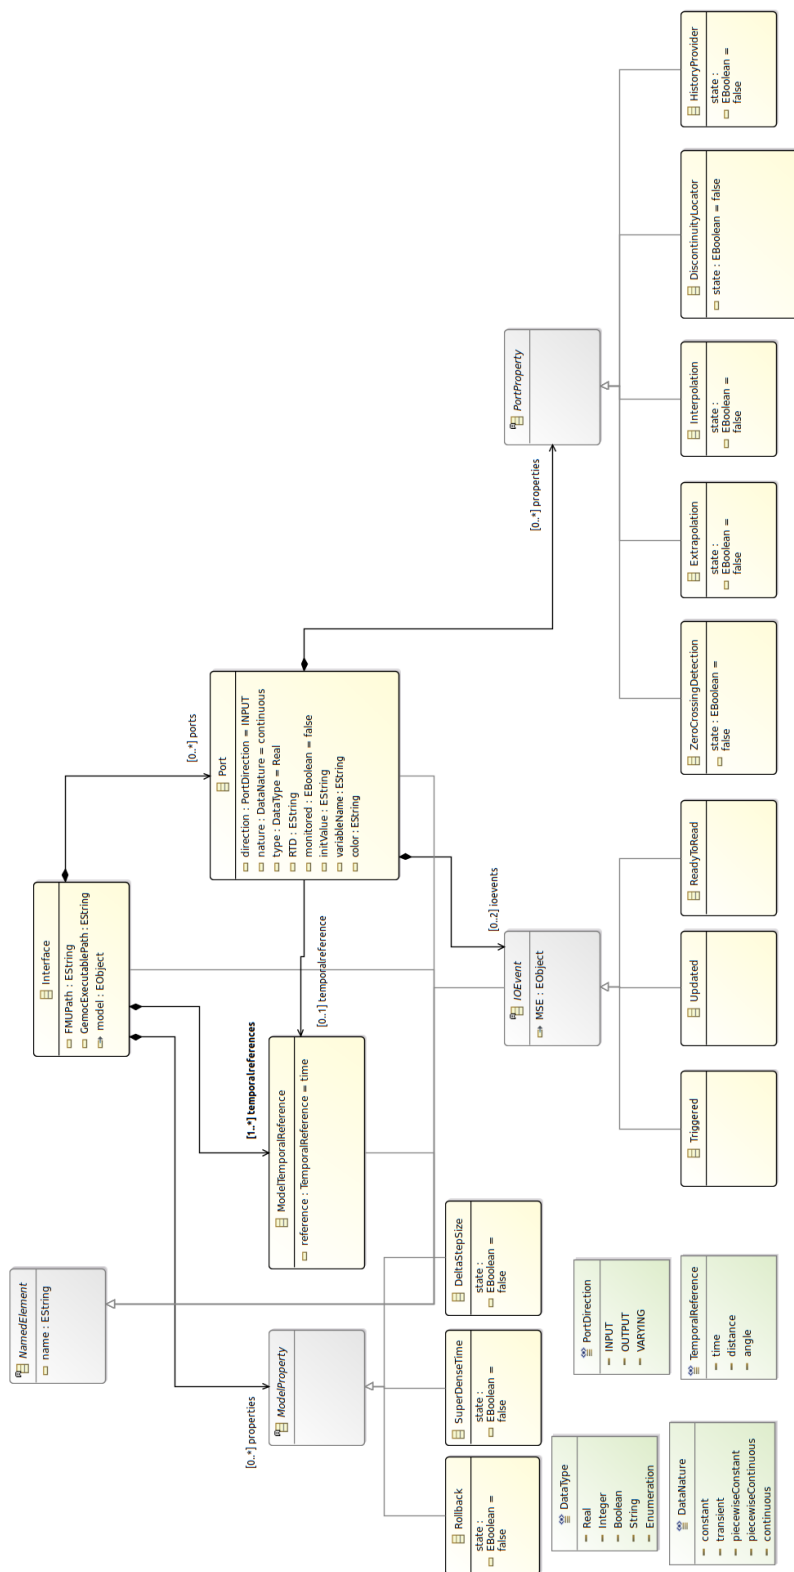 NamedElement
name : EString
Interface
FMUPath : EString
GemocExecutablePath : EString
model : EObject
[0..*] ports
Port
direction : PortDirection = INPUT
nature : DataNature = continuous
type : DataType = Real
RTD : EString
monitored : EBoolean = false
initValue : EString
variableName : EString
color : EString
[0..*] properties
ModelProperty
[1..*] temporalreferences
ModelTemporalReference
reference : TemporalReference = time
[0..1] temporalreference
[0..2] ioevents
IOEvent
MSE : EObject
[0..*] properties
PortProperty
Rollback
state :
EBoolean =
false
SuperDenseTime
state :
EBoolean =
false
DeltaStepSize
state :
EBoolean =
false
DataType
Real
Integer
Boolean
String
Enumeration
PortDirection
INPUT
OUTPUT
VARYING
DataNature
constant
transient
piecewiseConstant
piecewiseContinuous
continuous
TemporalReference
time
distance
angle
Triggered
Updated
ReadyToRead
ZeroCrossingDetection
state : EBoolean =
false
Extrapolation
state :
EBoolean =
false
Interpolation
state :
EBoolean =
false
DiscontinuityLocator
state : EBoolean = false
HistoryProvider
state :
EBoolean =
false